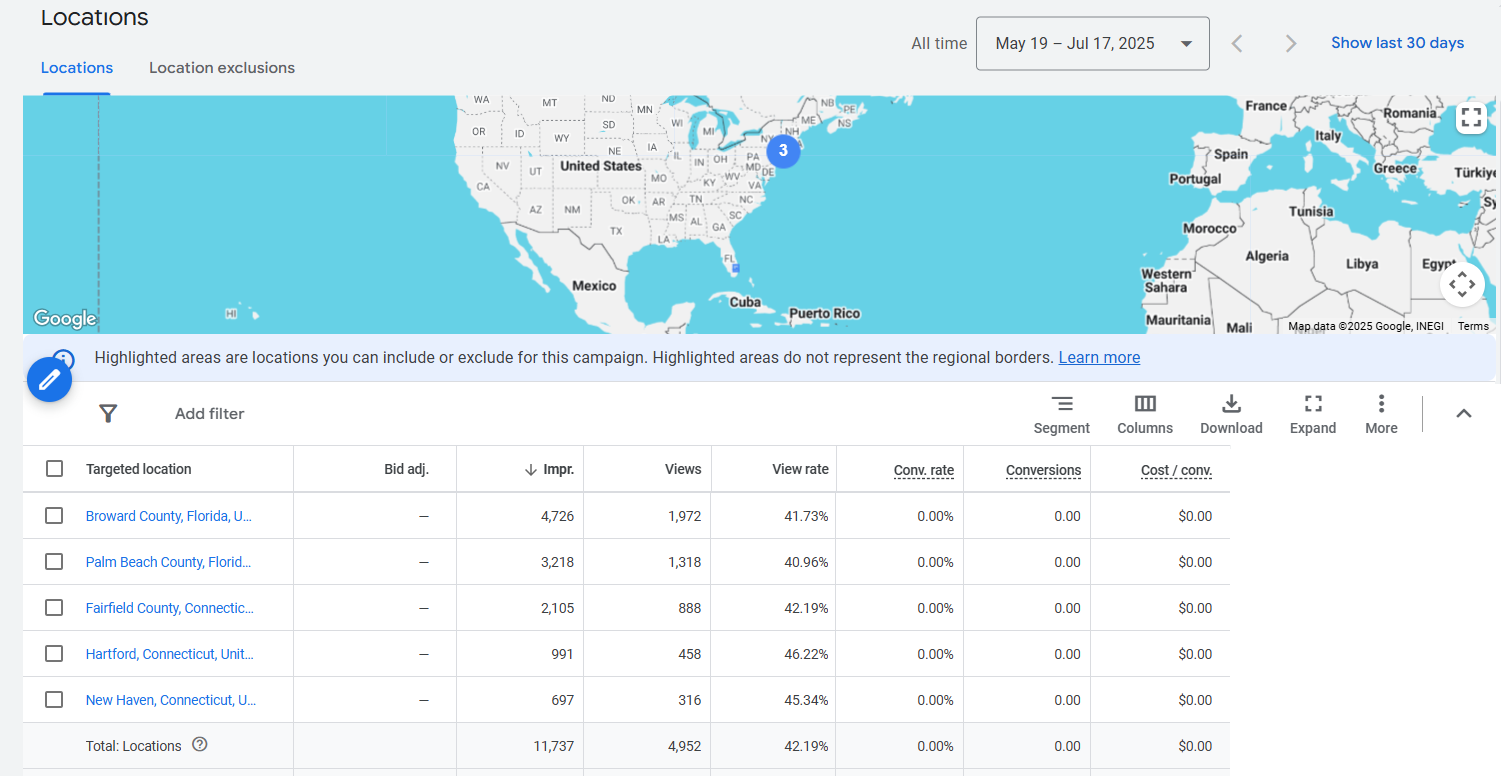 Locations
All time May 19 – Jul 17, 2025 Show last 30 days
Locations Location exclusions
WA MT ND MN NB PE
OR ID SD WI MI ME NS
WY NY NH
NE IA
NV UT United States IL IN OH PA 3
MD DE
CA MO KY WV VA
AZ NM OK AR TN NC
MS AL SC
TX LA GA
FL
Mexico
Cuba
Puerto Rico
HI
France Romania
Italy
Spain Greece Türkiye
Portugal
Tunisia Sy
Morocco
Algeria Libya Egypt
Western
Sahara
Mauritania Mali
Google
Map data ©2025 Google, INEGI Terms
Highlighted areas are locations you can include or exclude for this campaign. Highlighted areas do not represent the regional borders. Learn more
Add filter
Segment Columns Download Expand More
Targeted location Bid adj. Impr. Views View rate Conv. rate Conversions Cost / conv.
Broward County, Florida, U... — 4,726 1,972 41.73% 0.00% 0.00 $0.00
Palm Beach County, Florid... — 3,218 1,318 40.96% 0.00% 0.00 $0.00
Fairfield County, Connectic... — 2,105 888 42.19% 0.00% 0.00 $0.00
Hartford, Connecticut, Unit... — 991 458 46.22% 0.00% 0.00 $0.00
New Haven, Connecticut, U... — 697 316 45.34% 0.00% 0.00 $0.00
Total: Locations 11,737 4,952 42.19% 0.00% 0.00 $0.00